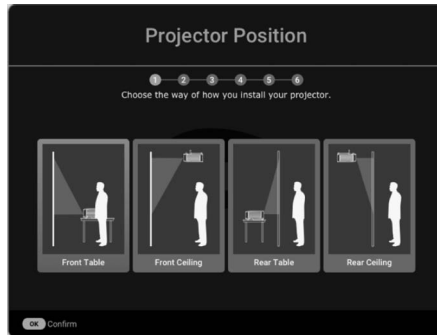 Projector Position
1 2 3 4 5 6
Choose the way of how you install your projector.
Front Table Front Ceiling Rear Table Rear Ceiling
OK Confirm